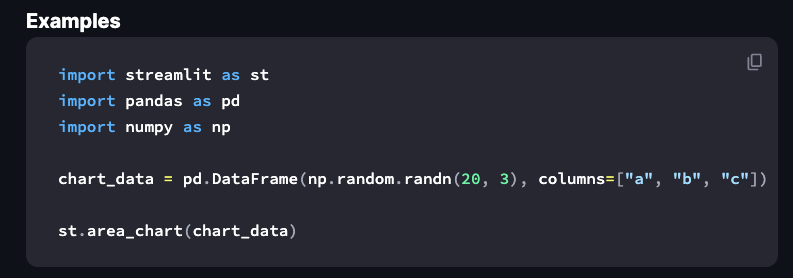 Examples
import streamlit as st
import pandas as pd
import numpy as np
chart_data = pd.DataFrame(np.random.randn(20, 3), columns=["a", "b", "c"])
st.area_chart(chart_data)